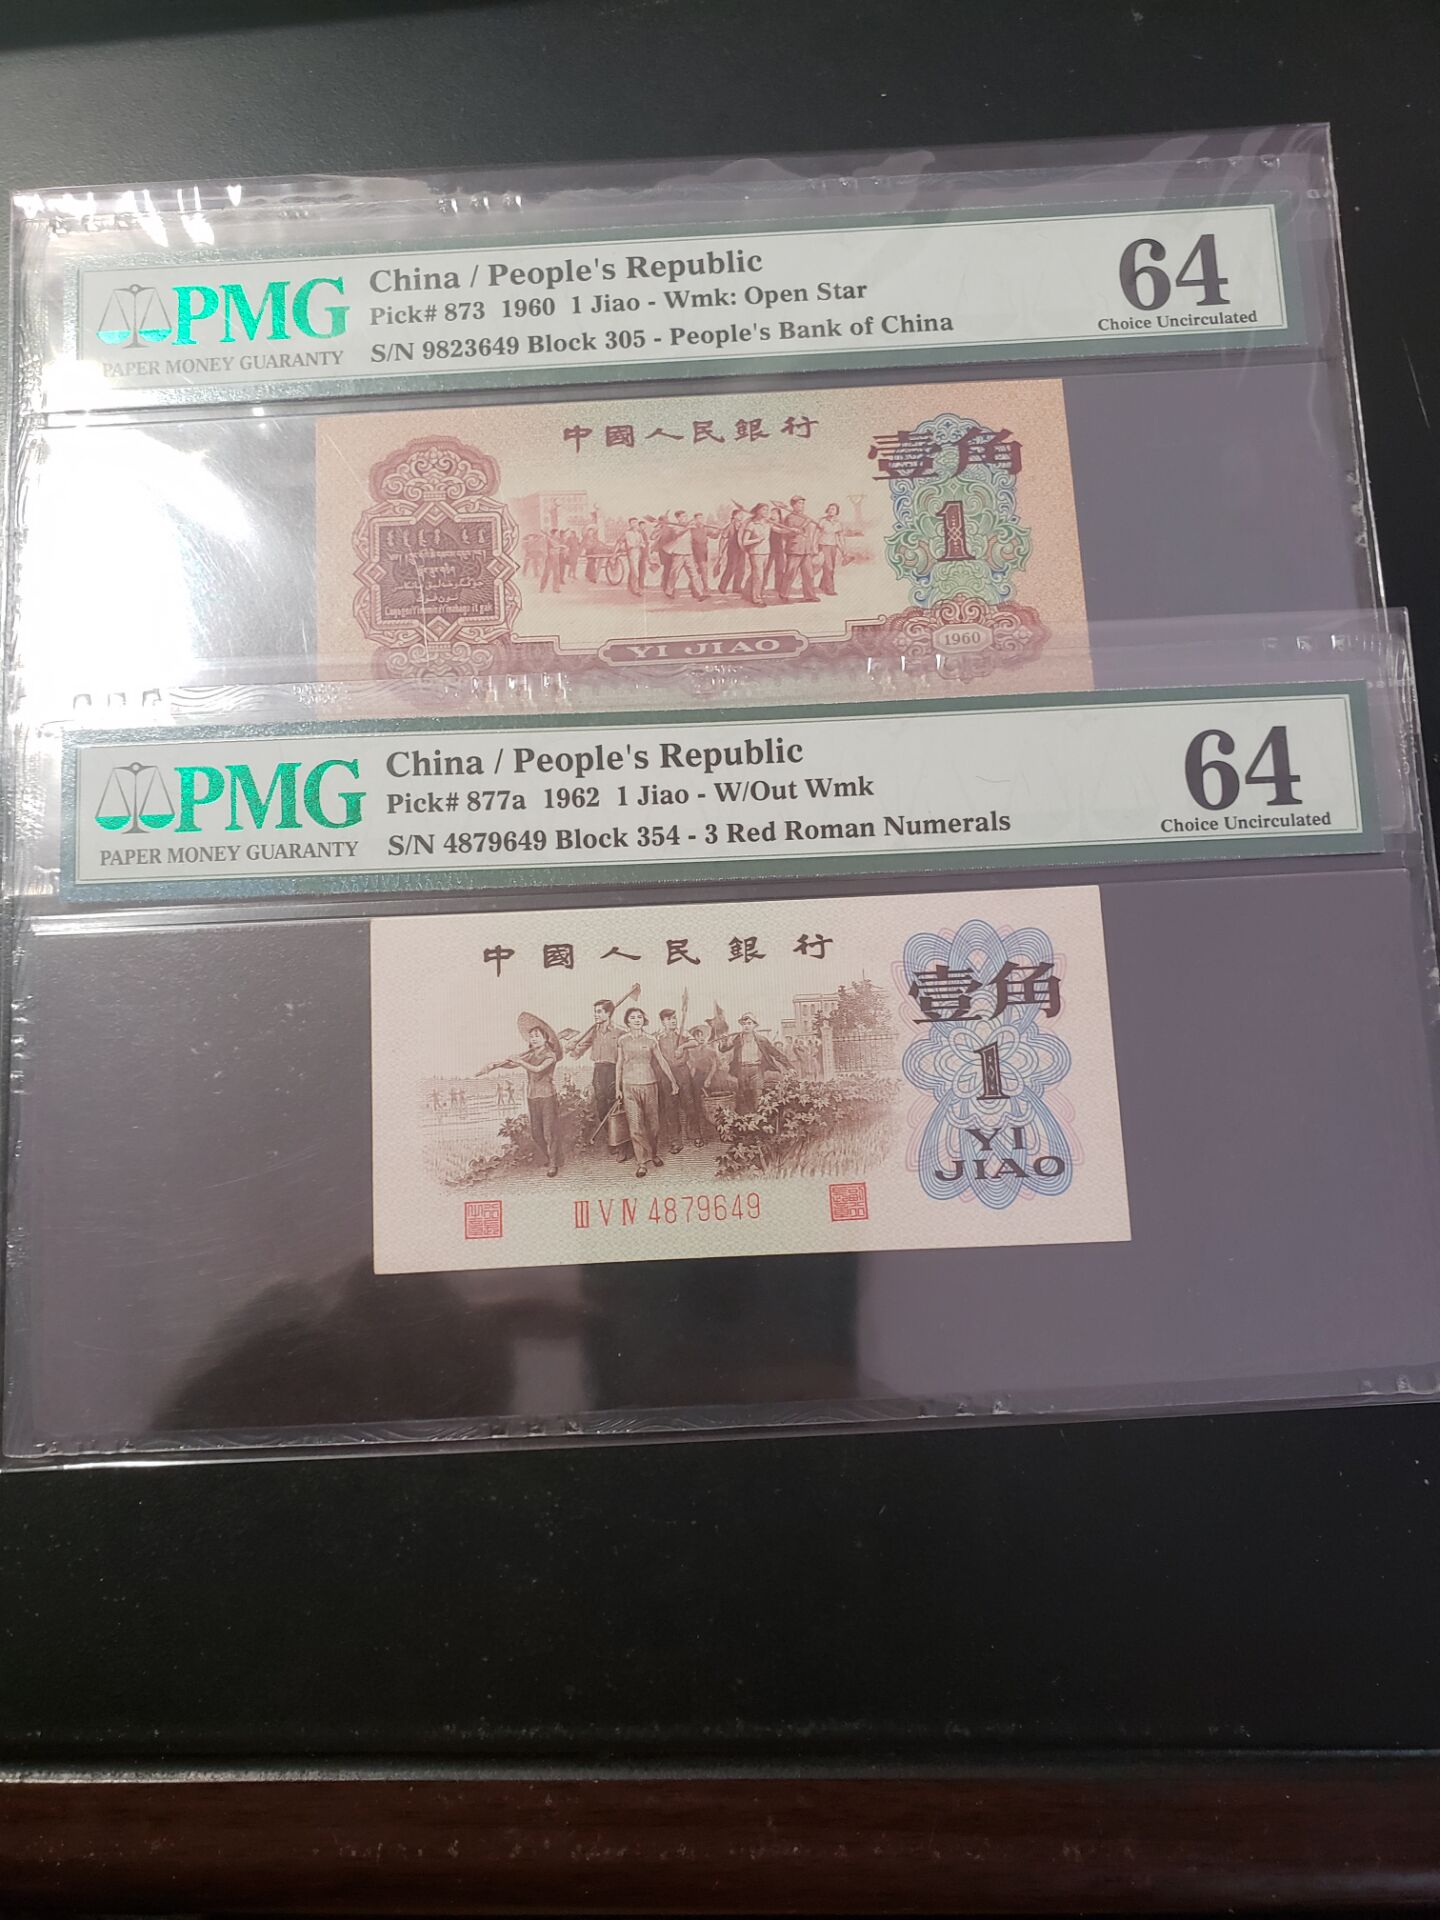 PMG
PAPER MONEY GUARANTY
China / People's Republic
Pick# 873 1960 1 Jiao - Wmk: Open Star
S/N 9823649 Block 305 - People's Bank of China
64
Choice Uncirculated
中國人民銀行
壹角
1
YI JIAO
1960
PMG
PAPER MONEY GUARANTY
China / People's Republic
Pick# 877a 1962 1 Jiao - W/Out Wmk
S/N 4879649 Block 354 - 3 Red Roman Numerals
64
Choice Uncirculated
中國人民銀行
壹角
1
YI
JIAO
III V IV 4879649